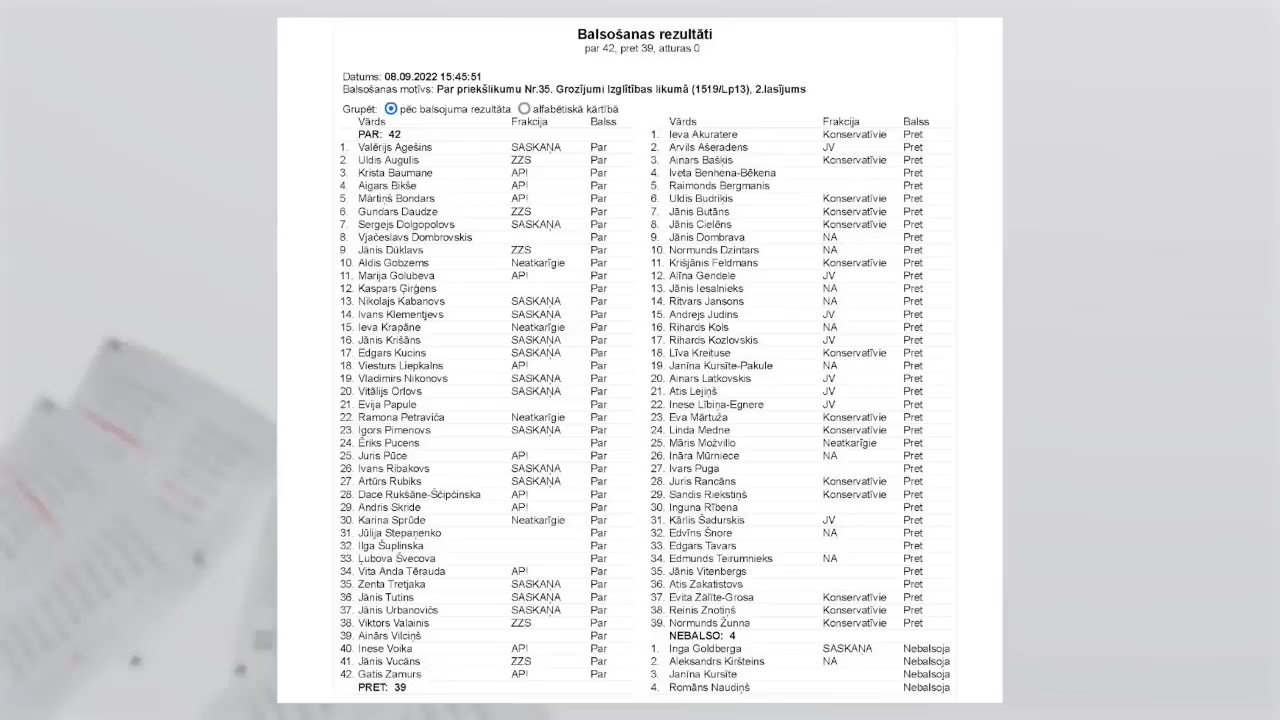 Balsošanas rezultāti
par 42, pret 39, atturas 0
Datums: 08.09.2022 15:45:51
Balsošanas motīvs: Par priekšlikumu Nr.35. Grozījumi Izglītības likumā (1519/Lp13), 2.lasījums
Grupēt: pēc balsojuma rezultāta alfabētiskā kārtībā
Vārds Frakcija Balss
PAR: 42
1. Valērijs Agešins SASKAŅA Par
2. Uldis Augulis ZZS Par
3. Krista Baumane AP! Par
4. Aigars Bikše AP! Par
5. Mārtiņš Bondars AP! Par
6. Gundars Daudze ZZS Par
7. Sergejs Dolgopolovs SASKAŅA Par
8. Vjačeslavs Dombrovskis Par
9. Jānis Dūklavs ZZS Par
10. Aldis Gobzems Neatkarīgie Par
11. Marija Golubeva AP! Par
12. Kaspars Ģirģens Par
13. Nikolajs Kabanovs SASKAŅA Par
14. Ivans Klementjevs SASKAŅA Par
15. Ieva Krapāne Neatkarīgie Par
16. Jānis Krišāns SASKAŅA Par
17. Edgars Kucins SASKAŅA Par
18. Viesturs Liepkalns AP! Par
19. Vladimirs Nikonovs SASKAŅA Par
20. Vitālijs Orlovs SASKAŅA Par
21. Evija Papule Par
22. Ramona Petraviča Neatkarīgie Par
23. Igors Pimenovs SASKAŅA Par
24. Ēriks Pucens Par
25. Juris Pūce AP! Par
26. Ivans Ribakovs SASKAŅA Par
27. Artūrs Rubiks SASKAŅA Par
28. Dace Rukšāne-Ščipčinska AP! Par
29. Andris Skride AP! Par
30. Karina Sprūde Neatkarīgie Par
31. Jūlija Stepaņenko Par
32. Ilga Šuplinska Par
33. Ļubova Švecova Par
34. Vita Anda Tērauda AP! Par
35. Zenta Tretjaka SASKAŅA Par
36. Jānis Tutins SASKAŅA Par
37. Jānis Urbanovičs SASKAŅA Par
38. Viktors Valainis ZZS Par
39. Ainārs Vilciņš Par
40. Inese Voika AP! Par
41. Jānis Vucāns ZZS Par
42. Gatis Zamurs AP! Par
PRET: 39
Vārds Frakcija Balss
1. Ieva Akuratere Konservatīvie Pret
2. Arvils Ašeradens JV Pret
3. Ainars Bašķis Konservatīvie Pret
4. Iveta Benhena-Bēkena Pret
5. Raimonds Bergmanis Pret
6. Uldis Budriķis Konservatīvie Pret
7. Jānis Butāns Konservatīvie Pret
8. Jānis Cielēns Konservatīvie Pret
9. Jānis Dombrava NA Pret
10. Normunds Dzintars NA Pret
11. Krišjānis Feldmans Konservatīvie Pret
12. Alīna Gendele JV Pret
13. Jānis Iesalnieks NA Pret
14. Ritvars Jansons NA Pret
15. Andrejs Judins JV Pret
16. Rihards Kols NA Pret
17. Rihards Kozlovskis JV Pret
18. Līva Kreituse Konservatīvie Pret
19. Janīna Kursīte-Pakule NA Pret
20. Ainars Latkovskis JV Pret
21. Atis Lejiņš JV Pret
22. Inese Lībiņa-Egnere JV Pret
23. Eva Mārtuža Konservatīvie Pret
24. Linda Medne Konservatīvie Pret
25. Māris Možvillo Neatkarīgie Pret
26. Ināra Mūrniece NA Pret
27. Ivars Puga Pret
28. Juris Rancāns Konservatīvie Pret
29. Sandis Riekstiņš Konservatīvie Pret
30. Inguna Rībena Pret
31. Kārlis Šadurskis JV Pret
32. Edvīns Šnore NA Pret
33. Edgars Tavars Pret
34. Edmunds Teirumnieks NA Pret
35. Jānis Vitenbergs Pret
36. Atis Zakatistovs Pret
37. Evita Zālīte-Grosa Konservatīvie Pret
38. Reinis Znotiņš Konservatīvie Pret
39. Normunds Žunna Konservatīvie Pret
NEBALSO: 4
1. Inga Goldberga SASKAŅA Nebalsoja
2. Aleksandrs Kiršteins NA Nebalsoja
3. Janīna Kursīte Nebalsoja
4. Romāns Naudiņš Nebalsoja